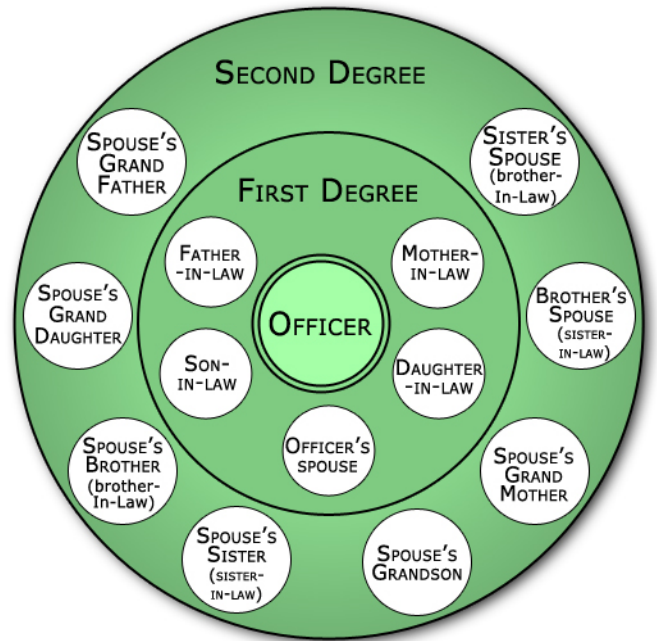 SECOND DEGREE
SPOUSE'S
GRAND
FATHER
SISTER'S
SPOUSE
(brother-
In-Law)
FIRST DEGREE
FATHER
-IN-LAW
MOTHER-
IN-LAW
SPOUSE'S
GRAND
DAUGHTER
OFFICER
BROTHER'S
SPOUSE
(SISTER-
IN-LAW)
SON-
IN-LAW
DAUGHTER
-IN-LAW
OFFICER'S
SPOUSE
SPOUSE'S
BROTHER
(brother-
In-Law)
SPOUSE'S
GRAND
MOTHER
SPOUSE'S
SISTER
(SISTER-
IN-LAW)
SPOUSE'S
GRANDSON